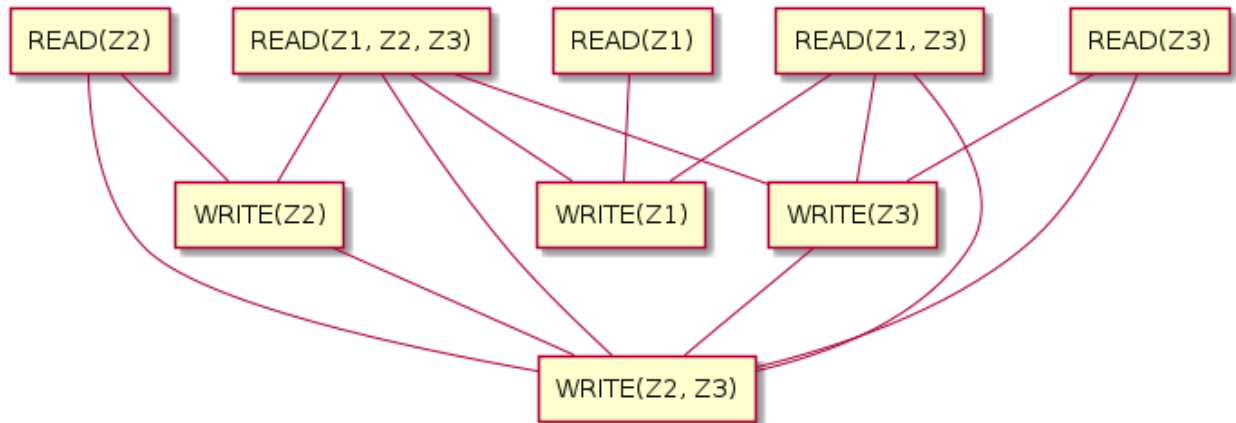 READ(Z2)
READ(Z1, Z2, Z3)
READ(Z1)
READ(Z1, Z3)
READ(Z3)
WRITE(Z2)
WRITE(Z1)
WRITE(Z3)
WRITE(Z2, Z3)